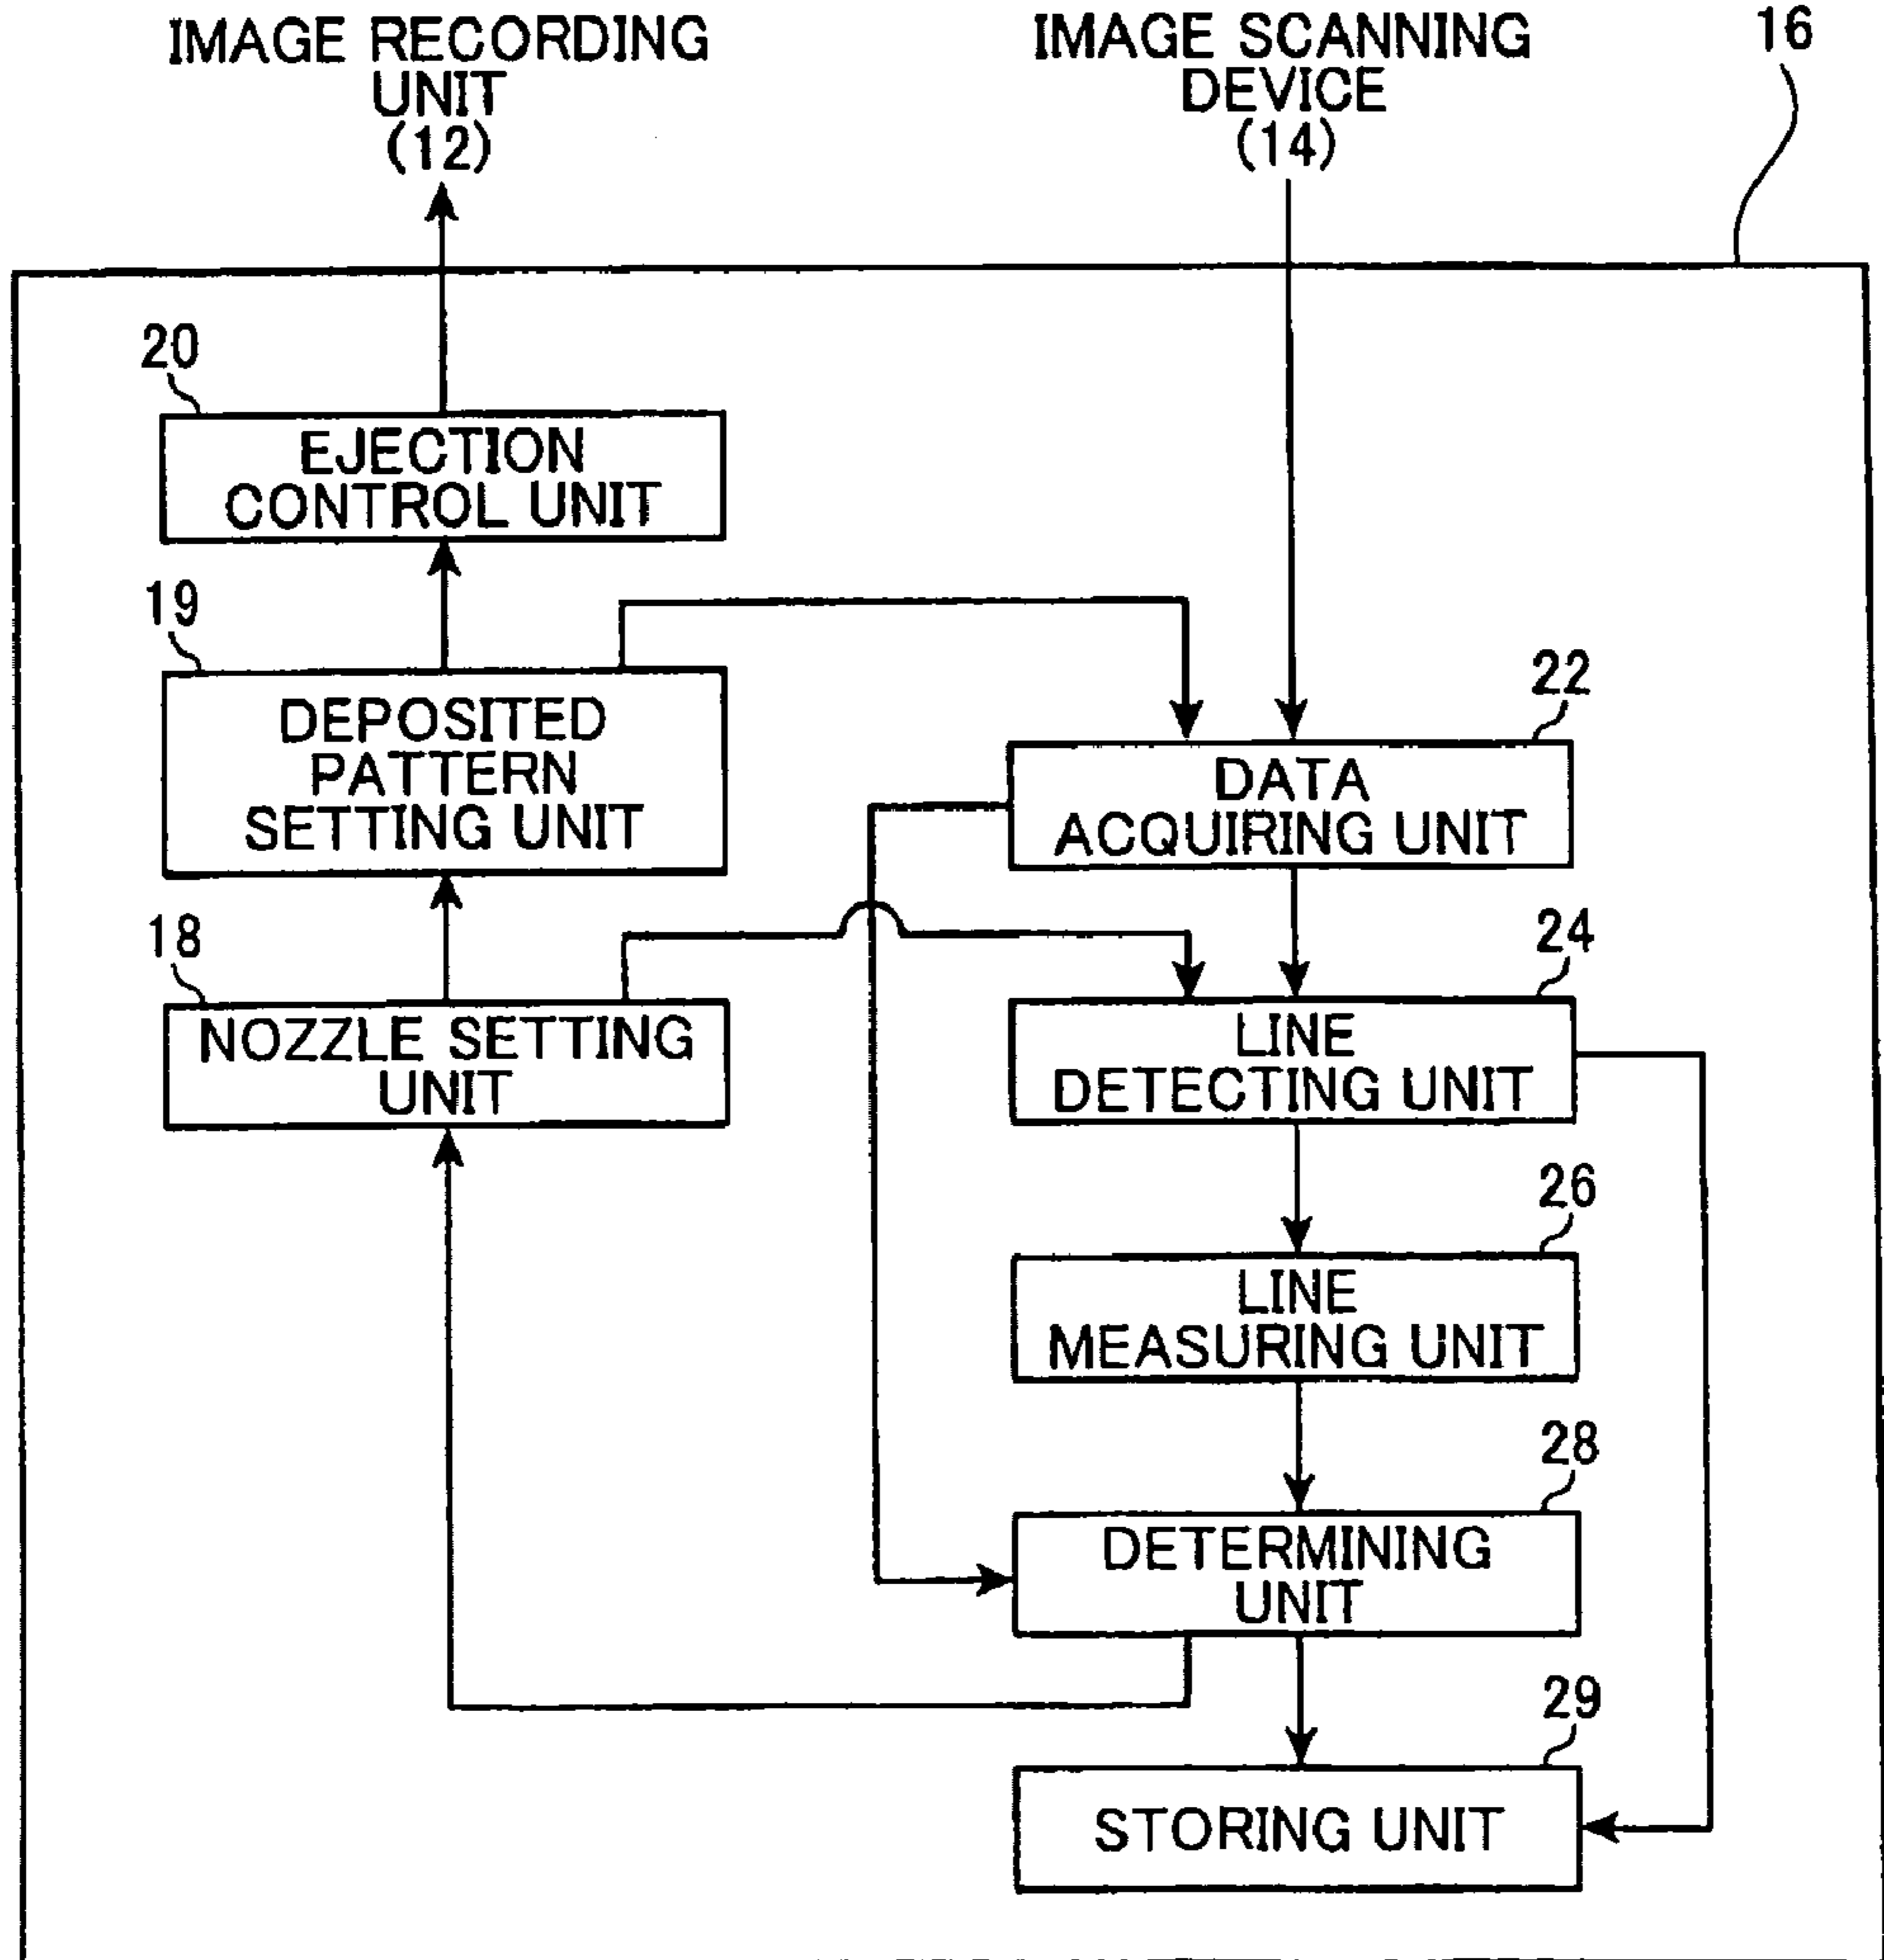 IMAGE RECORDING
UNIT
(12)
IMAGE SCANNING
DEVICE
(14)
16
20
EJECTION
CONTROL UNIT
19
DEPOSITED
PATTERN
SETTING UNIT
22
DATA
ACQUIRING UNIT
18
NOZZLE SETTING
UNIT
24
LINE
DETECTING UNIT
26
LINE
MEASURING UNIT
28
DETERMINING
UNIT
29
STORING UNIT